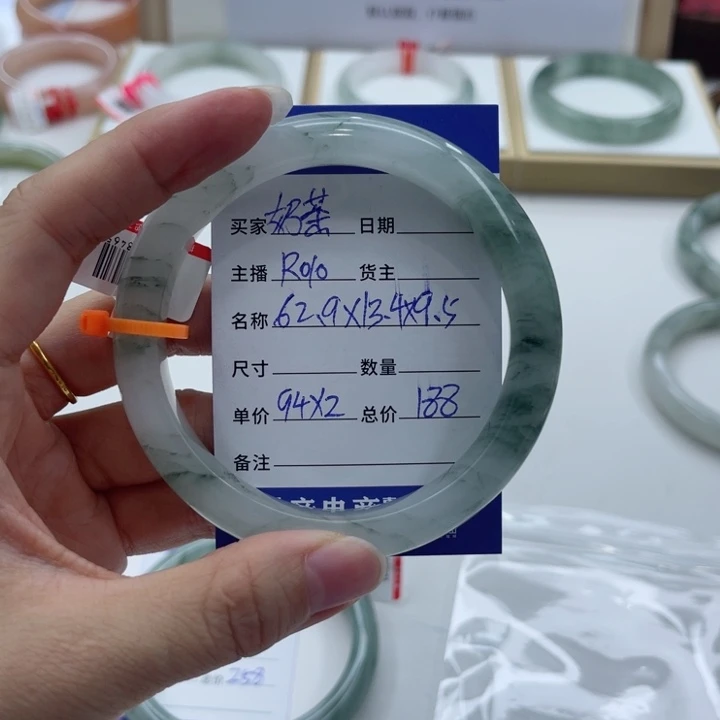 买家 奶茶 日期
主播 Rolo 货主
名称 62.9X13.4X9.5
尺寸 数量
单价 94X2 总价 188
备注
258